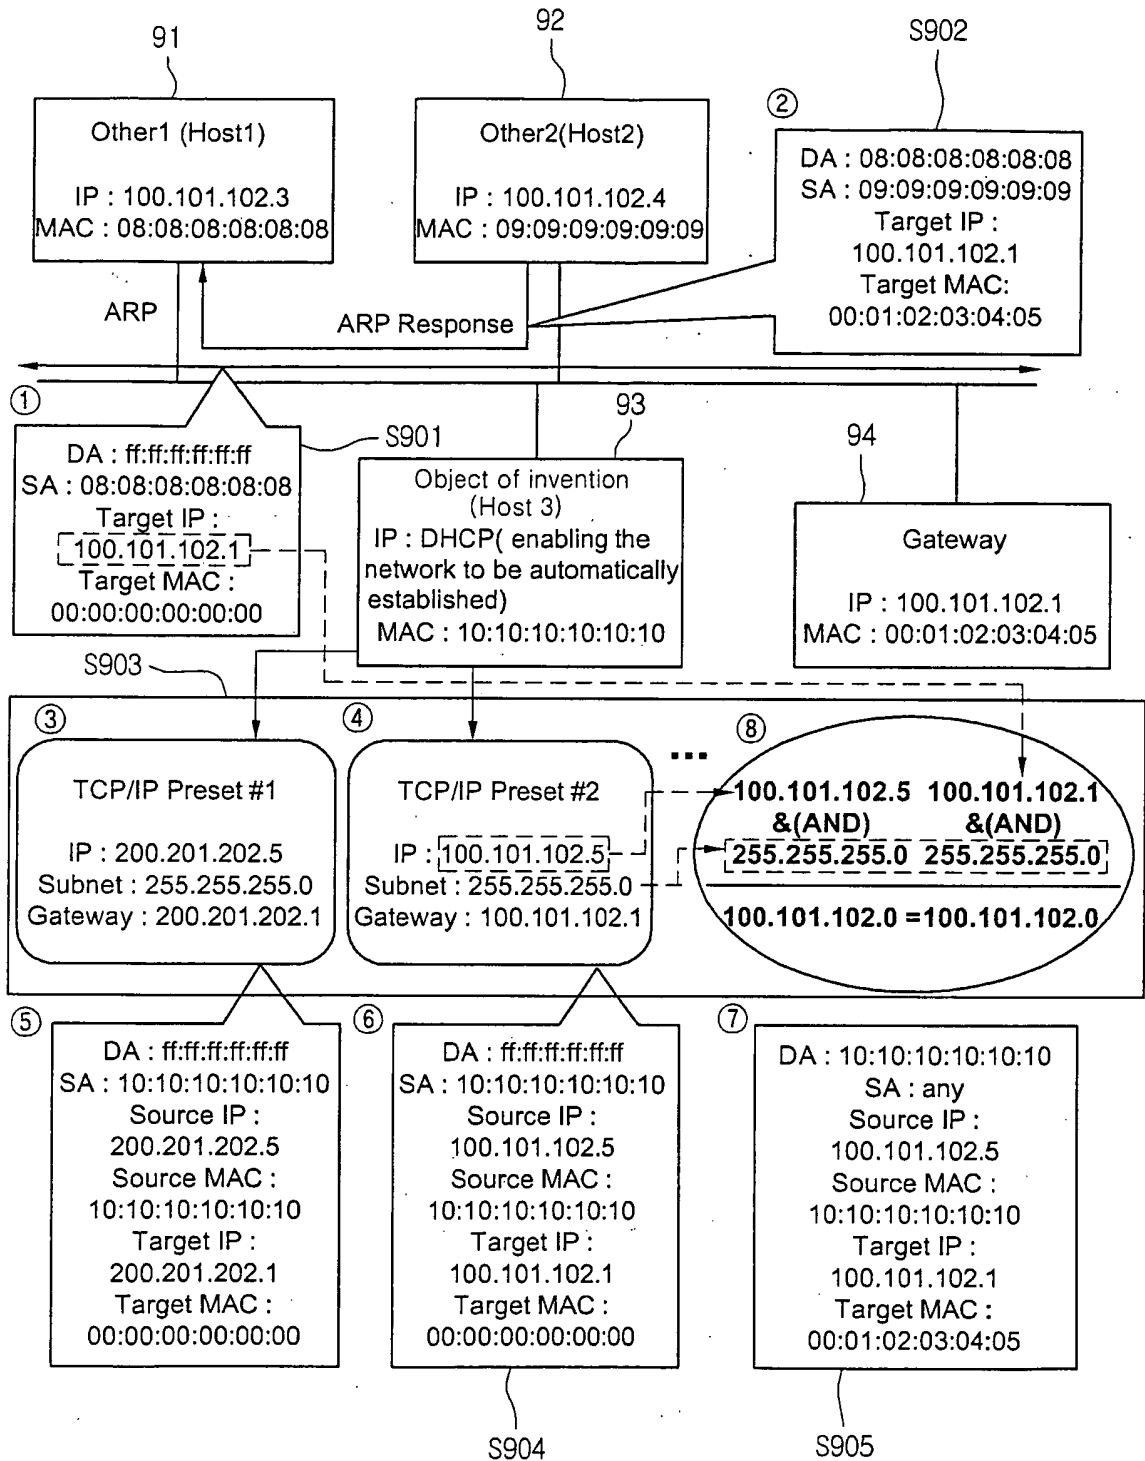 91
92
S902
Other1 (Host1)
IP : 100.101.102.3
MAC : 08:08:08:08:08:08
Other2(Host2)
IP : 100.101.102.4
MAC : 09:09:09:09:09:09
②
DA : 08:08:08:08:08:08
SA : 09:09:09:09:09:09
Target IP :
100.101.102.1
Target MAC:
00:01:02:03:04:05
ARP
ARP Response
①
S901
DA : ff:ff:ff:ff:ff:ff
SA : 08:08:08:08:08:08
Target IP :
100.101.102.1
Target MAC :
00:00:00:00:00:00
93
Object of invention
(Host 3)
IP : DHCP( enabling the
network to be automatically
established)
MAC : 10:10:10:10:10:10
94
Gateway
IP : 100.101.102.1
MAC : 00:01:02:03:04:05
S903
③
TCP/IP Preset #1
IP : 200.201.202.5
Subnet : 255.255.255.0
Gateway : 200.201.202.1
④
TCP/IP Preset #2
IP : 100.101.102.5
Subnet : 255.255.255.0
Gateway : 100.101.102.1
...
⑧
100.101.102.5 100.101.102.1
&(AND) &(AND)
255.255.255.0 255.255.255.0
100.101.102.0 =100.101.102.0
⑤
DA : ff:ff:ff:ff:ff:ff
SA : 10:10:10:10:10:10
Source IP :
200.201.202.5
Source MAC :
10:10:10:10:10:10
Target IP :
200.201.202.1
Target MAC :
00:00:00:00:00:00
⑥
DA : ff:ff:ff:ff:ff:ff
SA : 10:10:10:10:10:10
Source IP :
100.101.102.5
Source MAC :
10:10:10:10:10:10
Target IP :
100.101.102.1
Target MAC :
00:00:00:00:00:00
⑦
DA : 10:10:10:10:10:10
SA : any
Source IP :
100.101.102.5
Source MAC :
10:10:10:10:10:10
Target IP :
100.101.102.1
Target MAC :
00:01:02:03:04:05
S904
S905